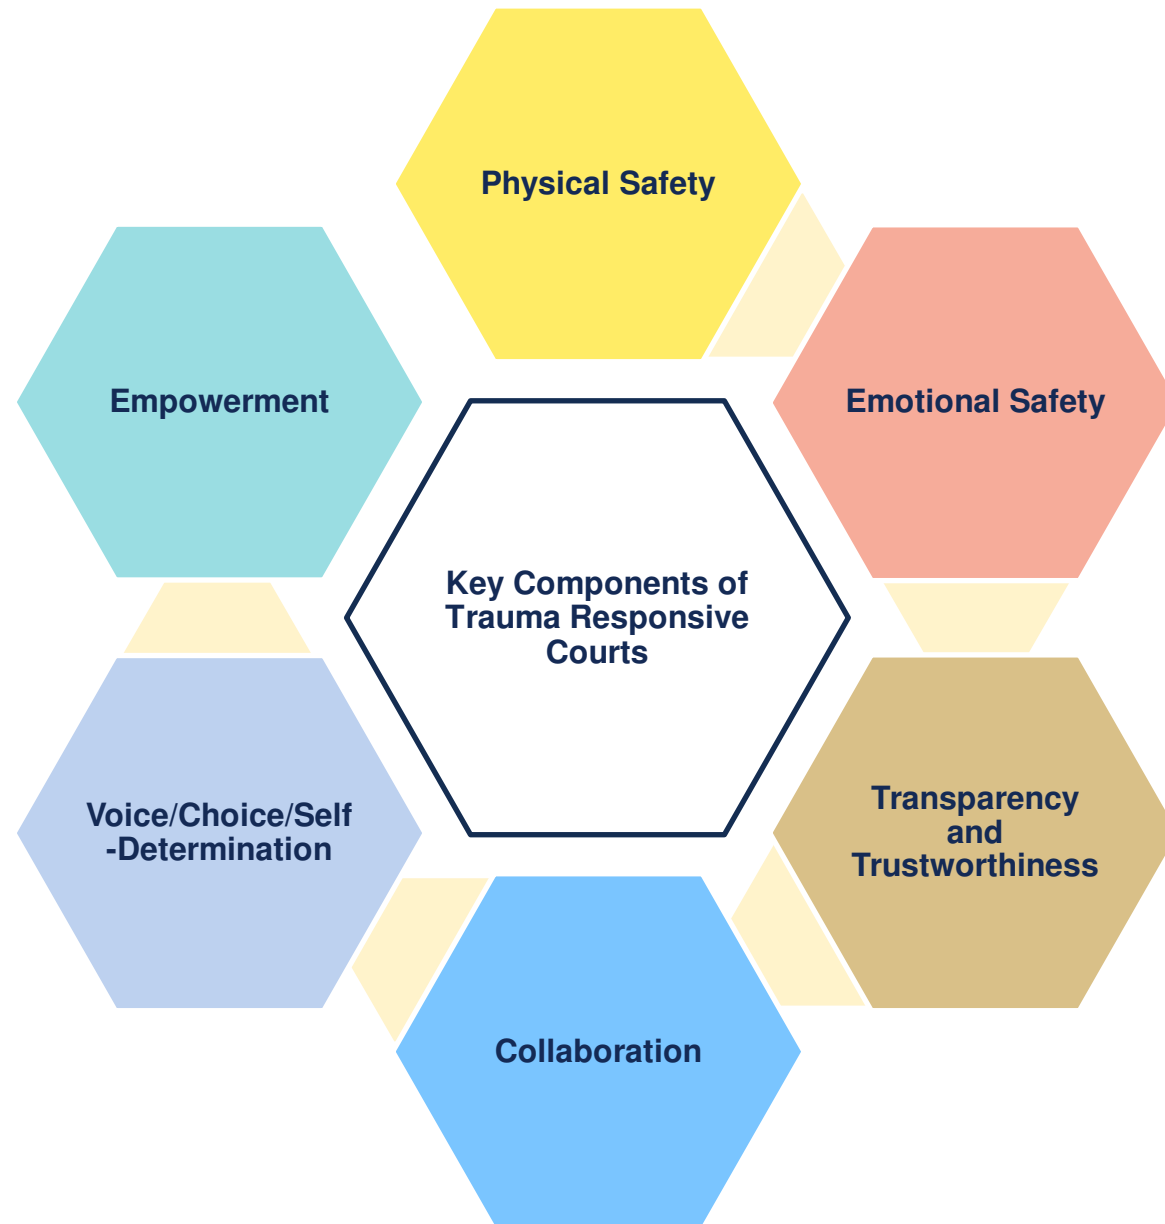 Physical Safety
Empowerment
Emotional Safety
Key Components of
Trauma Responsive
Courts
Voice/Choice/Self
-Determination
Transparency
and
Trustworthiness
Collaboration